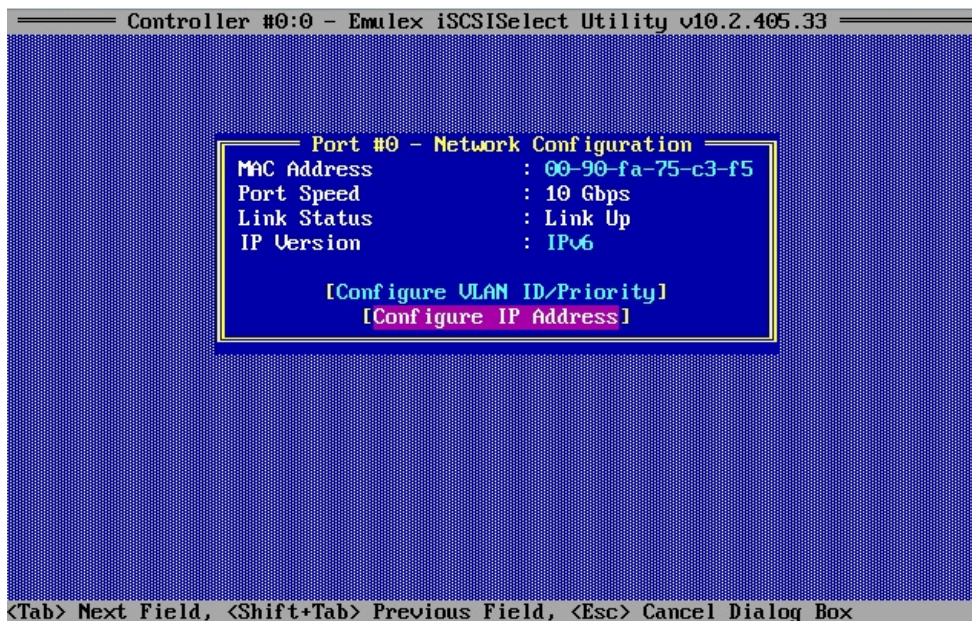 Controller #0:0 - Emulex iSCSISelect Utility v10.2.405.33
Port #0 - Network Configuration
MAC Address : 00-90-fa-75-c3-f5
Port Speed : 10 Gbps
Link Status : Link Up
IP Version : IPv6
[Configure VLAN ID/Priority]
[Configure IP Address]
<Tab> Next Field, <Shift+Tab> Previous Field, <Esc> Cancel Dialog Box